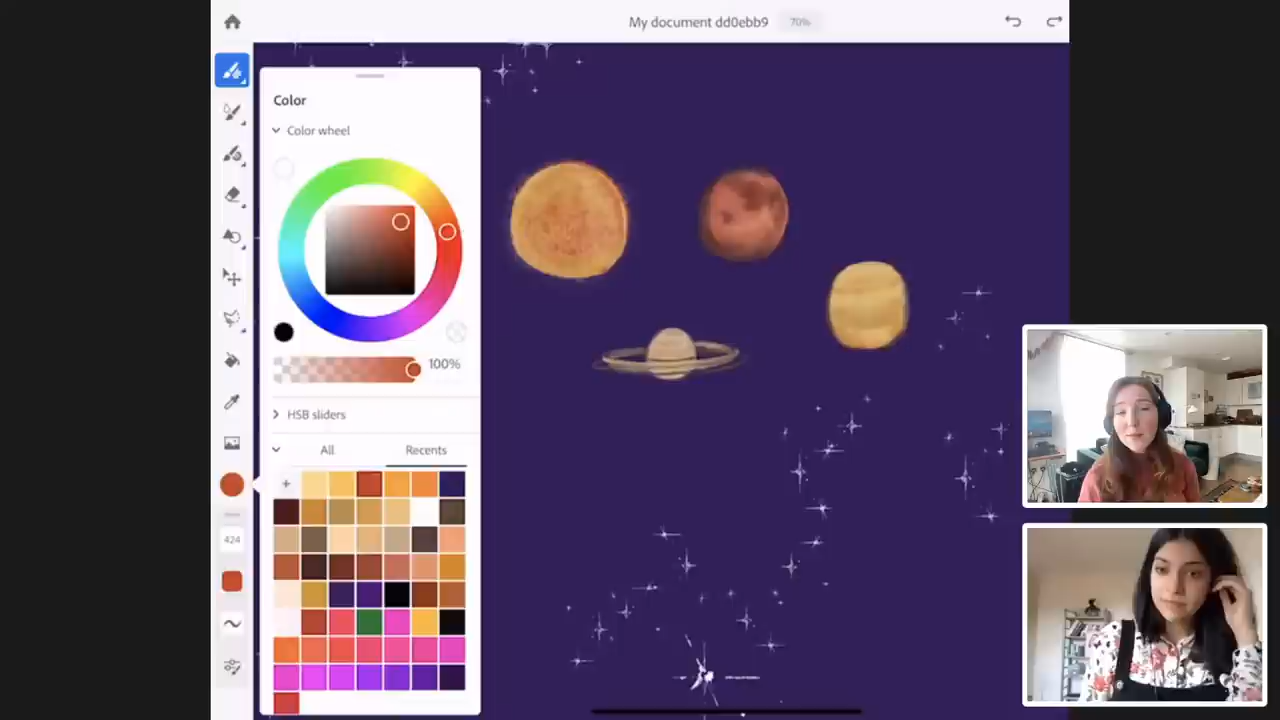 My document dd0ebb9 70%
Color
Color wheel
100%
HSB sliders
All Recents
+
424